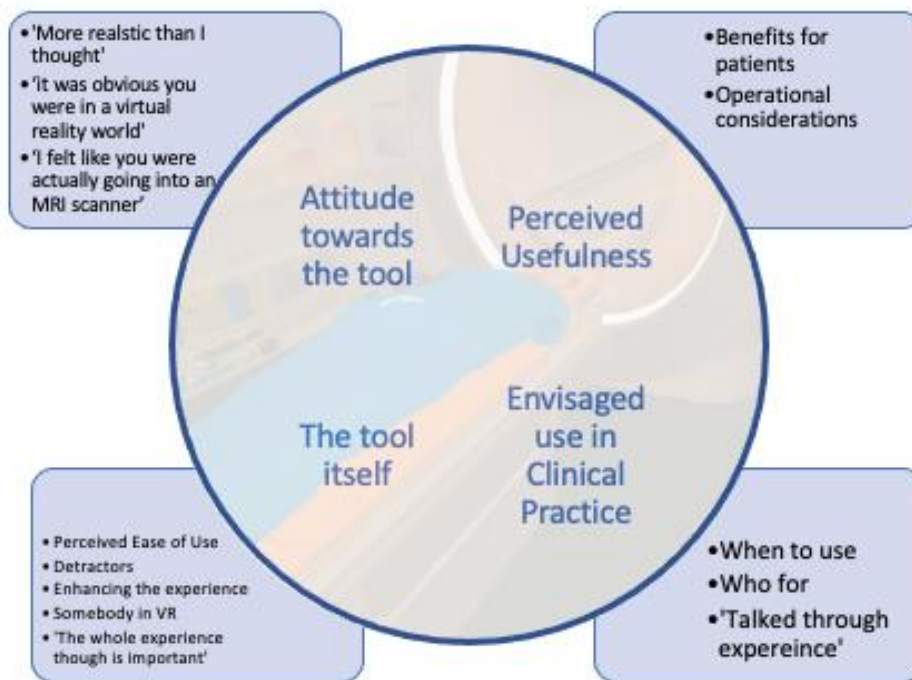 •'More realstic than I
thought'
•'it was obvious you
were in a virtual
reality world'
•'I felt like you were
actually going into an
MRI scanner'
•Benefits for
patients
•Operational
considerations
Attitude
towards
the tool
Perceived
Usefulness
The tool
itself
Envisaged
use in
Clinical
Practice
• Perceived Ease of Use
• Detractors
• Enhancing the experience
• Somebody in VR
• 'The whole experience
though is important'
•When to use
•Who for
•'Talked through
expereince'